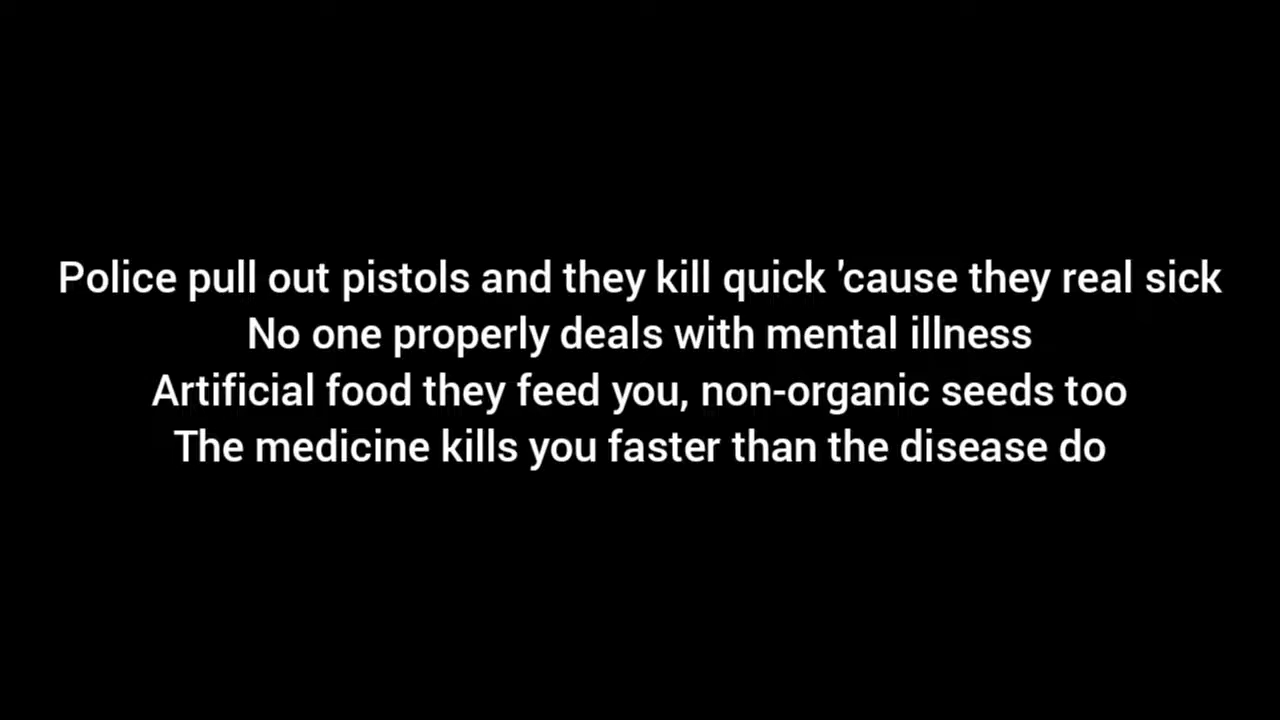 Police pull out pistols and they kill quick 'cause they real sick
No one properly deals with mental illness
Artificial food they feed you, non-organic seeds too
The medicine kills you faster than the disease do